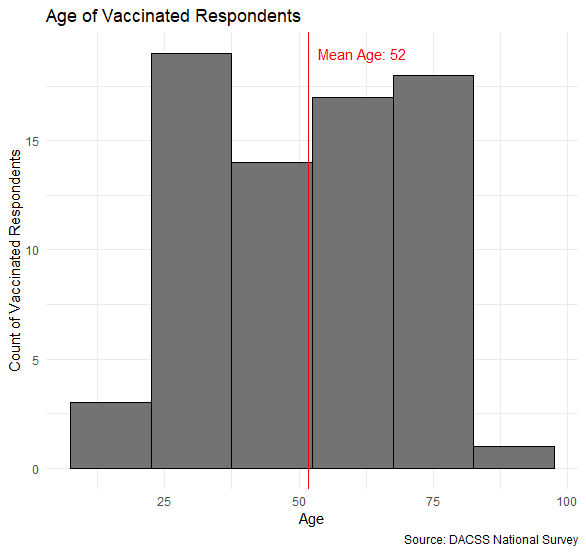 Age of Vaccinated Respondents
Mean Age: 52
Count of Vaccinated Respondents
15
10
5
0
25
50
75
100
Age
Source: DACSS National Survey